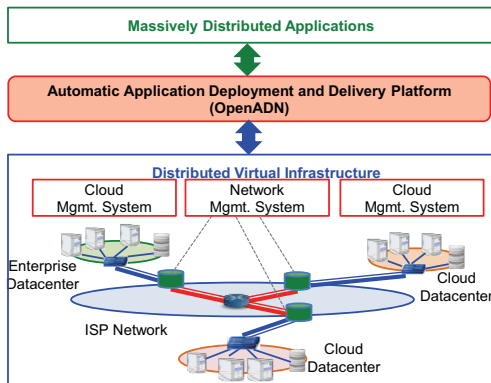 Massively Distributed Applications
Automatic Application Deployment and Delivery Platform
(OpenADN)
Distributed Virtual Infrastructure
Cloud
Mgmt. System
Network
Mgmt. System
Cloud
Mgmt. System
Enterprise
Datacenter
Cloud
Datacenter
ISP Network
Cloud
Datacenter